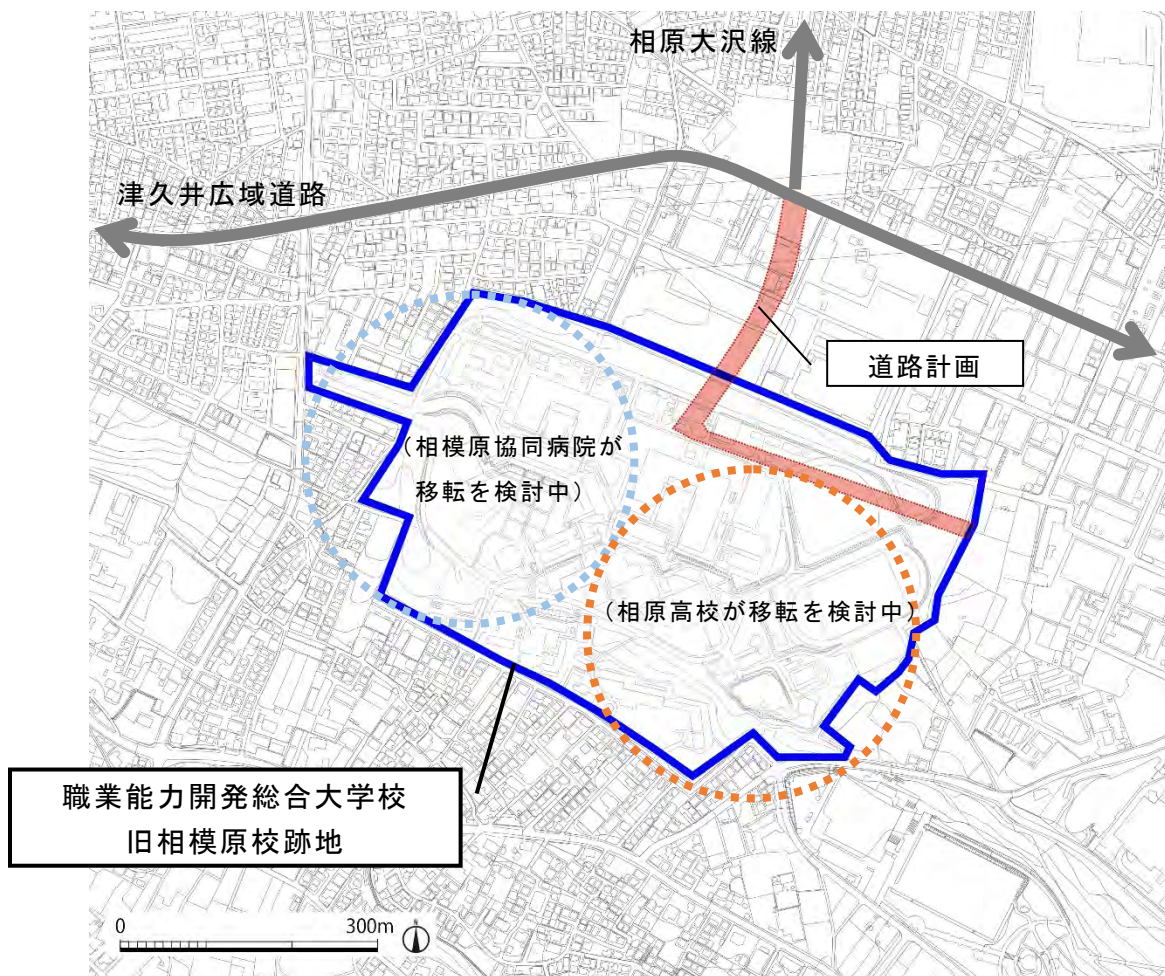 相原大沢線
津久井広域道路
道路計画
（相模原協同病院が
移転を検討中）
（相原高校が移転を検討中）
職業能力開発総合大学校
旧相模原校跡地
0 300m
N